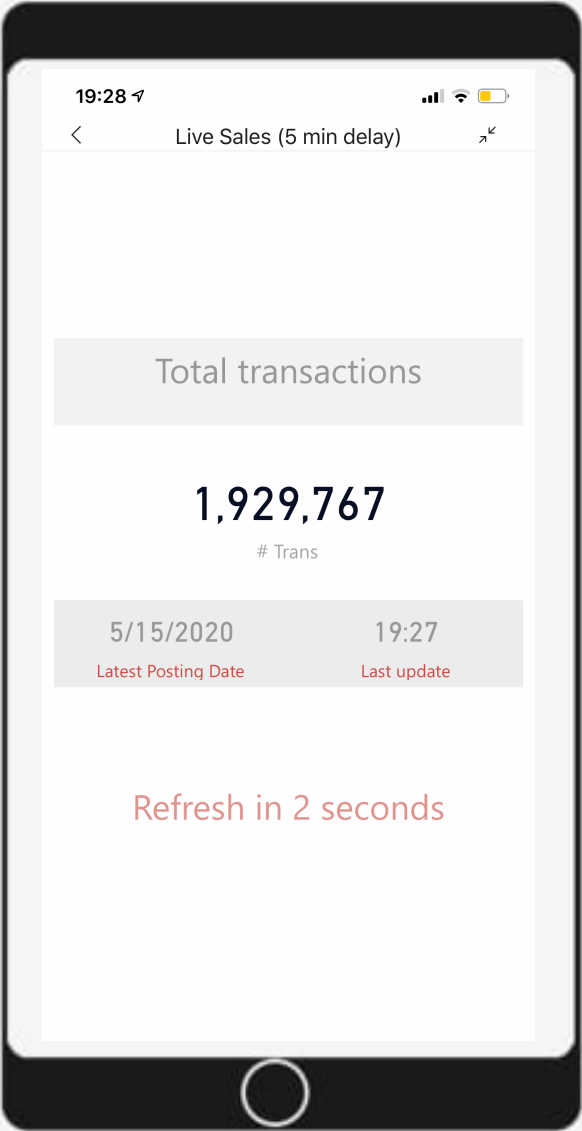 19:28
Live Sales (5 min delay)
Total transactions
1,929,767
# Trans
5/15/2020 19:27
Latest Posting Date Last update
Refresh in 2 seconds